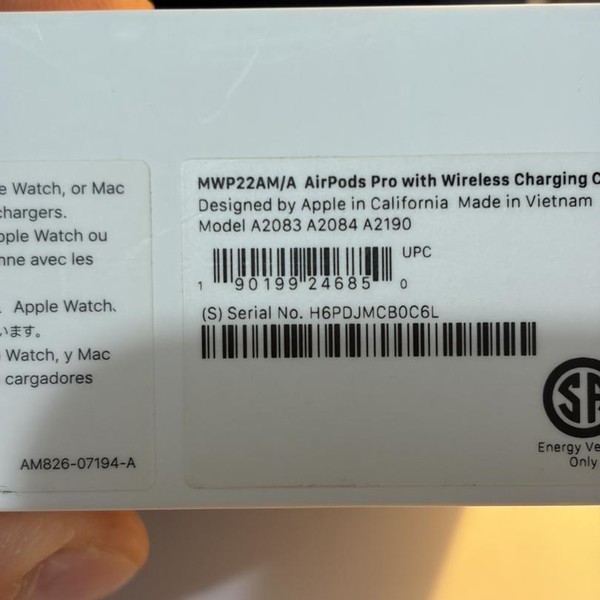 e Watch, or Mac
chargers.
pple Watch ou
nne avec les
Apple Watch、
います。
Watch, y Mac
cargadores
AM826-07194-A
MWP22AM/A AirPods Pro with Wireless Charging C
Designed by Apple in California Made in Vietnam
Model A2083 A2084 A2190
UPC
1 90199 24685 0
(S) Serial No. H6PDJMCB0C6L
SA
Energy Ve
Only